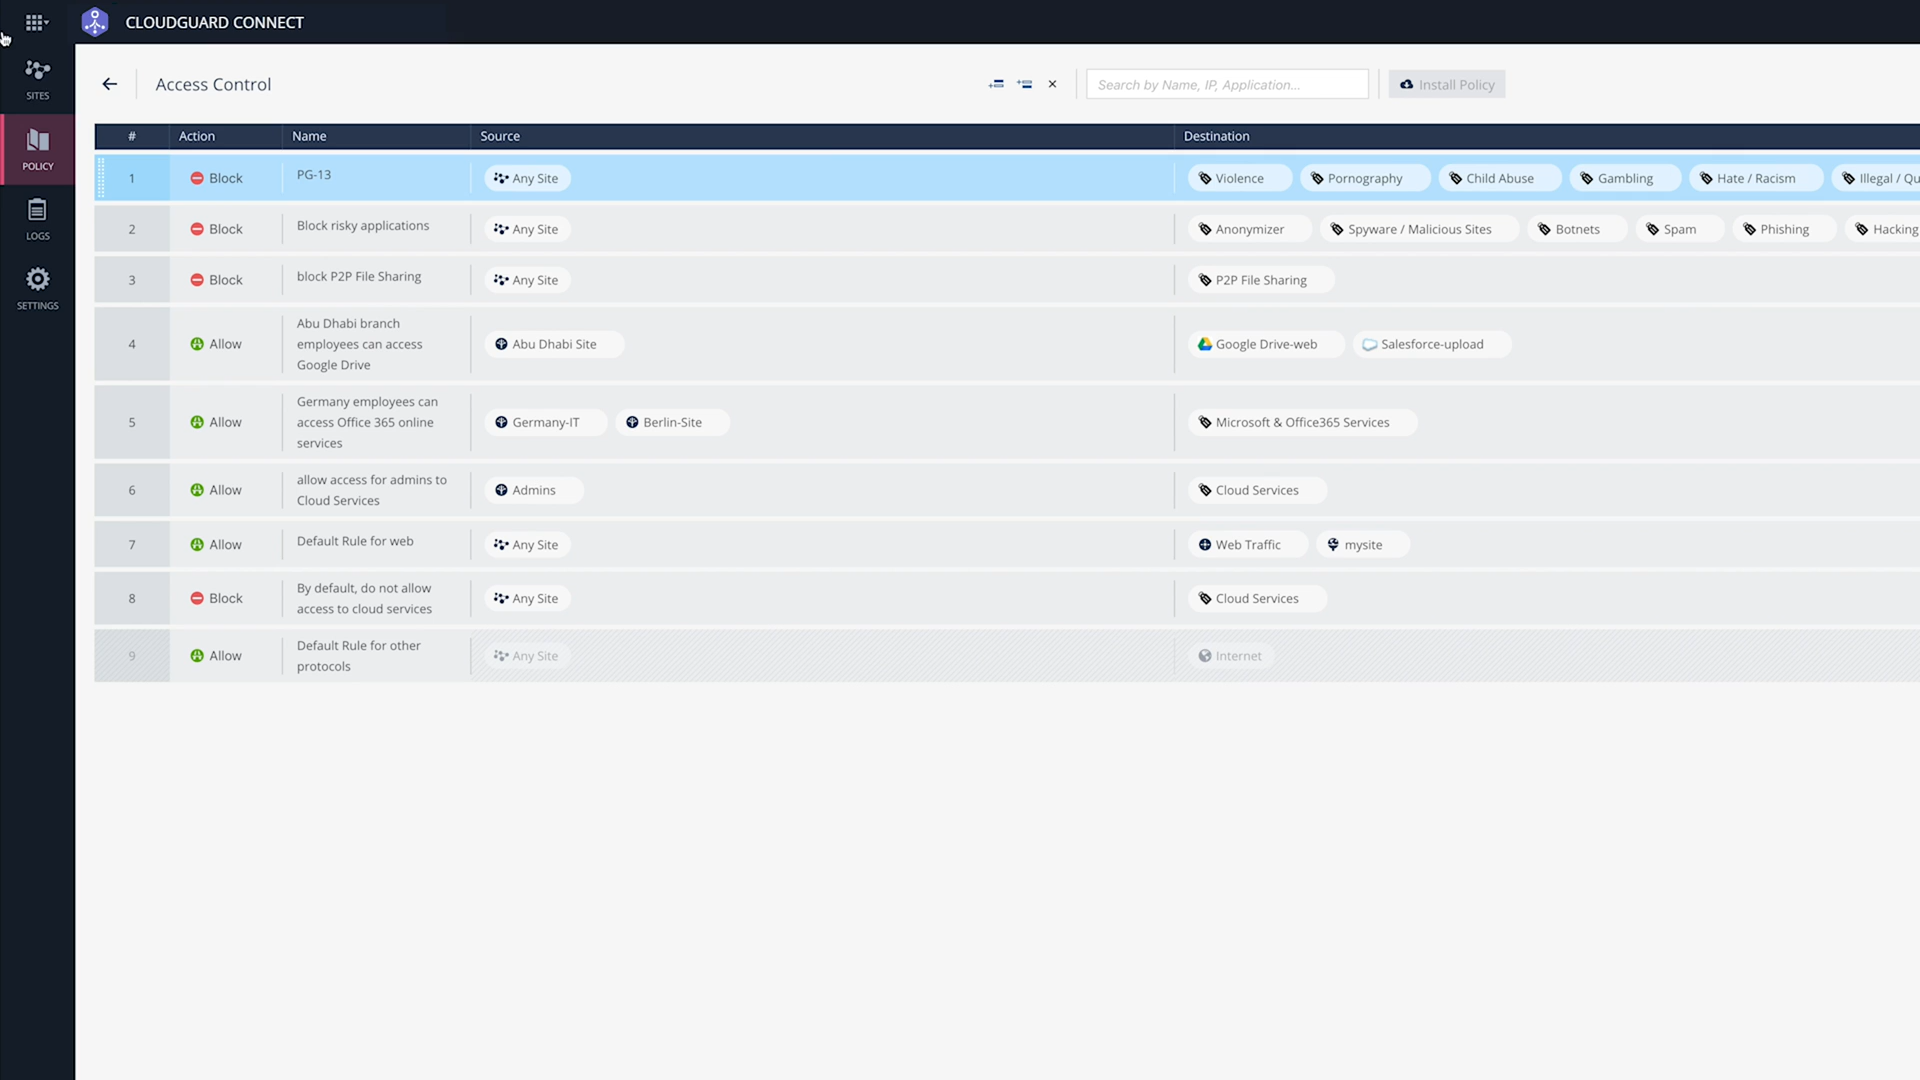 CLOUDGUARD CONNECT
SITES
POLICY
LOGS
SETTINGS
Access Control
Search by Name, IP, Application...
Install Policy
# Action Name Source Destination
1 Block PG-13 Any Site Violence Pornography Child Abuse Gambling Hate / Racism Illegal / Qu
2 Block Block risky applications Any Site Anonymizer Spyware / Malicious Sites Botnets Spam Phishing Hacking
3 Block block P2P File Sharing Any Site P2P File Sharing
4 Allow Abu Dhabi branch
employees can access
Google Drive
Abu Dhabi Site Google Drive-web Salesforce-upload
5 Allow Germany employees can
access Office 365 online
services
Germany-IT Berlin-Site Microsoft & Office365 Services
6 Allow allow access for admins to
Cloud Services
Admins Cloud Services
7 Allow Default Rule for web Any Site Web Traffic mysite
8 Block By default, do not allow
access to cloud services
Any Site Cloud Services
9 Allow Default Rule for other
protocols
Any Site Internet